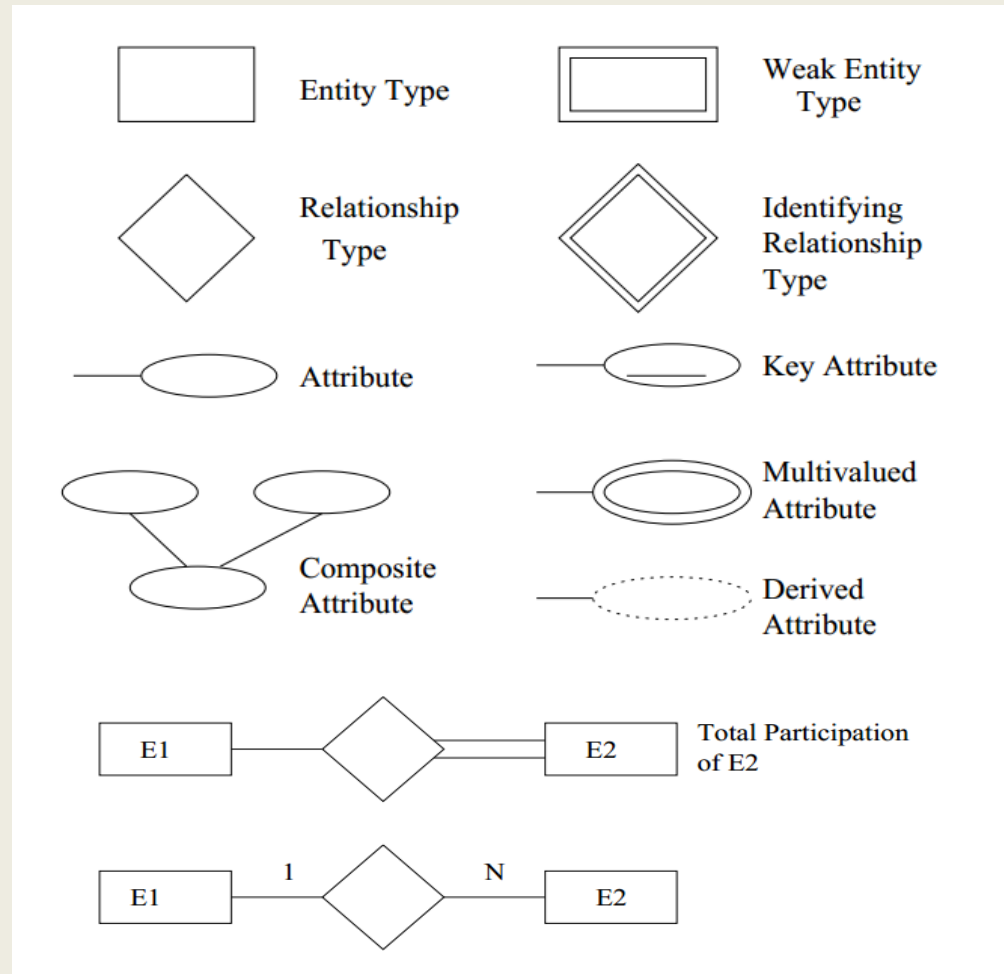 Entity Type
Weak Entity
Type
Relationship
Type
Identifying
Relationship
Type
Attribute
Key Attribute
Composite
Attribute
Multivalued
Attribute
Derived
Attribute
E1
E2
Total Participation
of E2
E1
1
N
E2